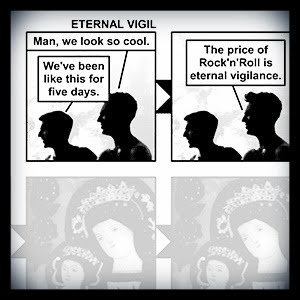 ETERNAL VIGIL
Man, we look so cool.
We've been
like this for
five days.
The price of
Rock'n'Roll is
eternal vigilance.